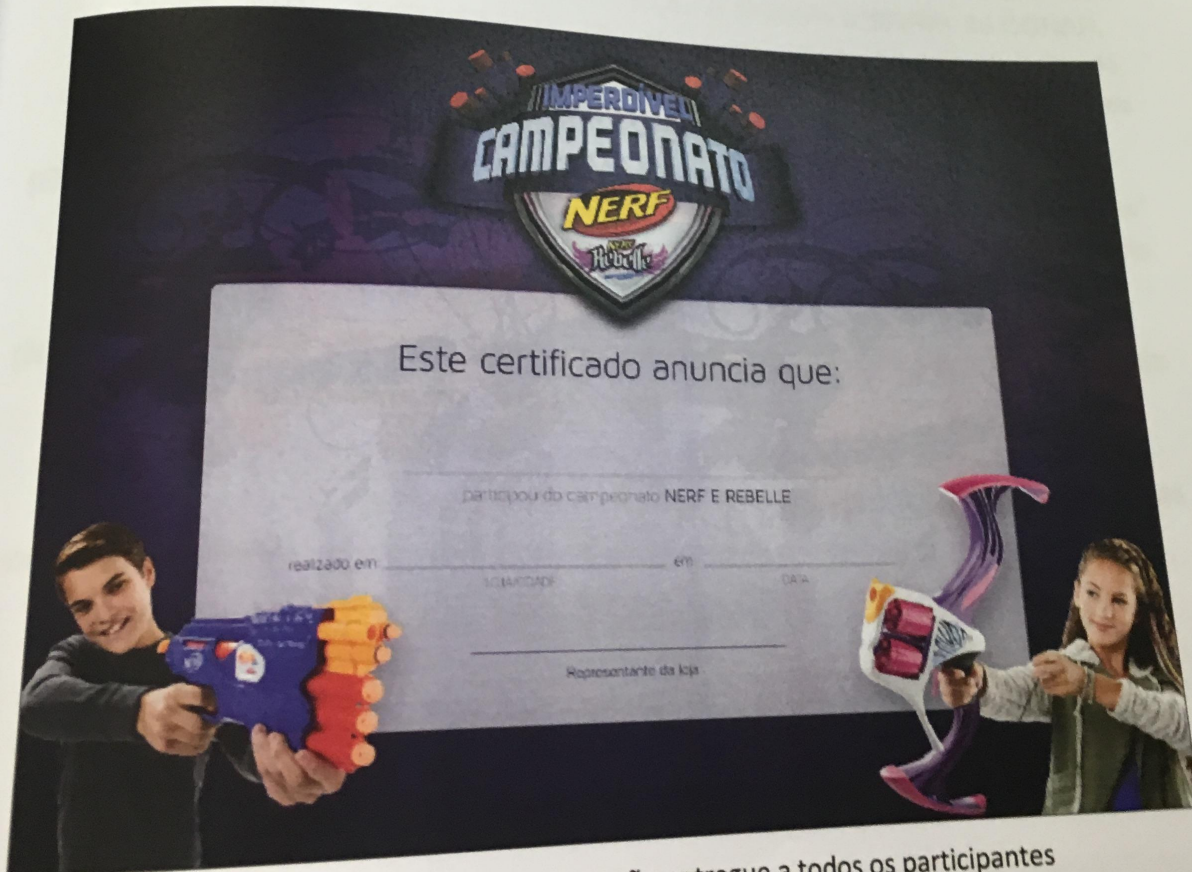 IMPERDÍVEL
CAMPEONATO
NERF
NERF
Rebelle
Este certificado anuncia que:
participou do campeonato NERF E REBELLE
realizado em em
DATA
Representante da loja
entregue a todos os participantes